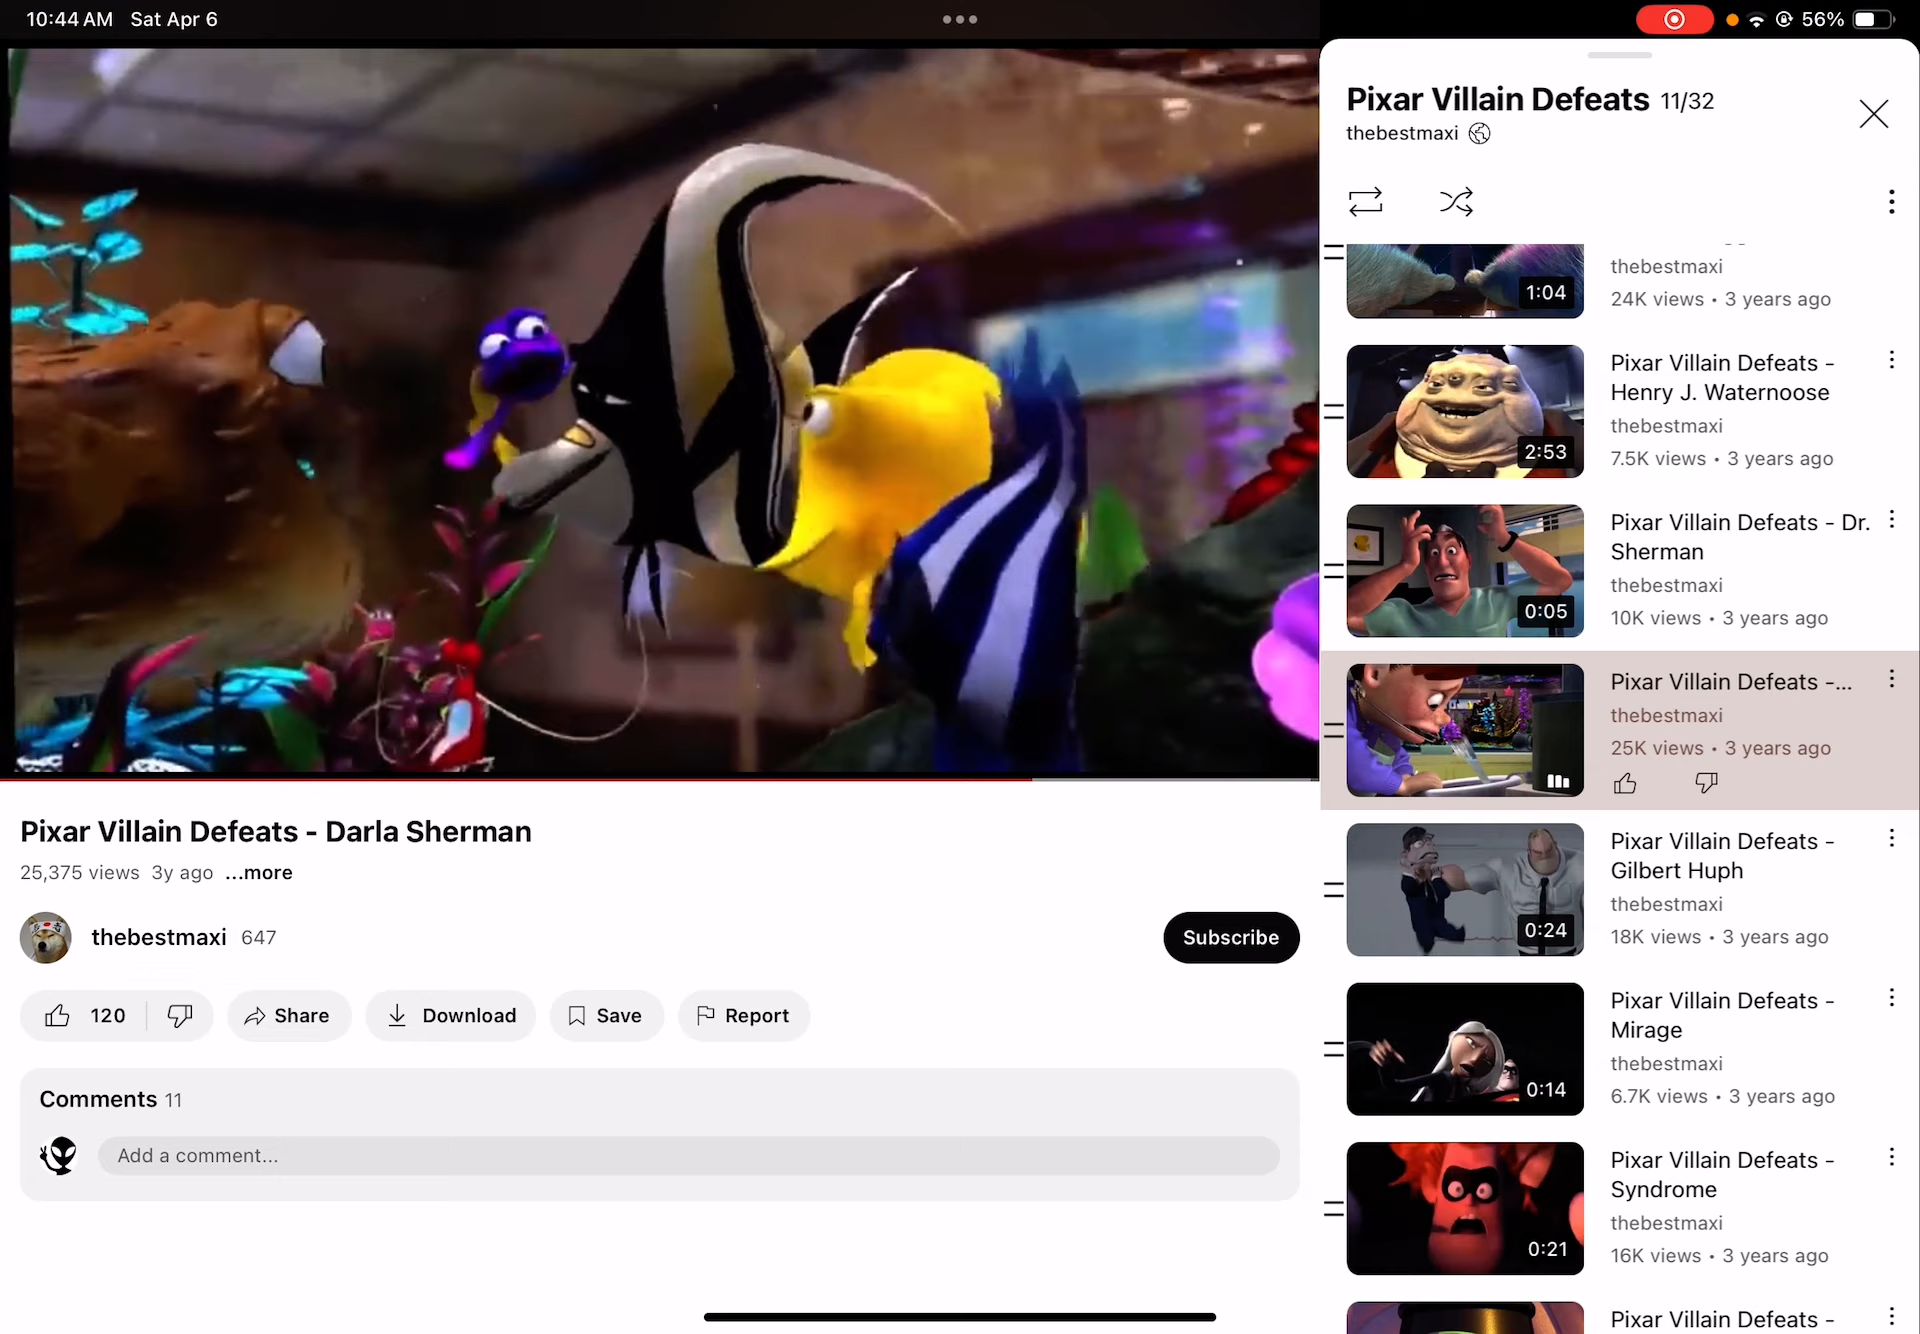 10:44 AM Sat Apr 6
56%
Pixar Villain Defeats - Darla Sherman
25,375 views 3y ago ...more
thebestmaxi 647
Subscribe
120
Share
Download
Save
Report
Comments 11
Add a comment...
Pixar Villain Defeats 11/32
thebestmaxi
1:04
thebestmaxi
24K views • 3 years ago
2:53
Pixar Villain Defeats -
Henry J. Waternoose
thebestmaxi
7.5K views • 3 years ago
0:05
Pixar Villain Defeats - Dr.
Sherman
thebestmaxi
10K views • 3 years ago
Pixar Villain Defeats -...
thebestmaxi
25K views • 3 years ago
0:24
Pixar Villain Defeats -
Gilbert Huph
thebestmaxi
18K views • 3 years ago
0:14
Pixar Villain Defeats -
Mirage
thebestmaxi
6.7K views • 3 years ago
0:21
Pixar Villain Defeats -
Syndrome
thebestmaxi
16K views • 3 years ago
Pixar Villain Defeats -